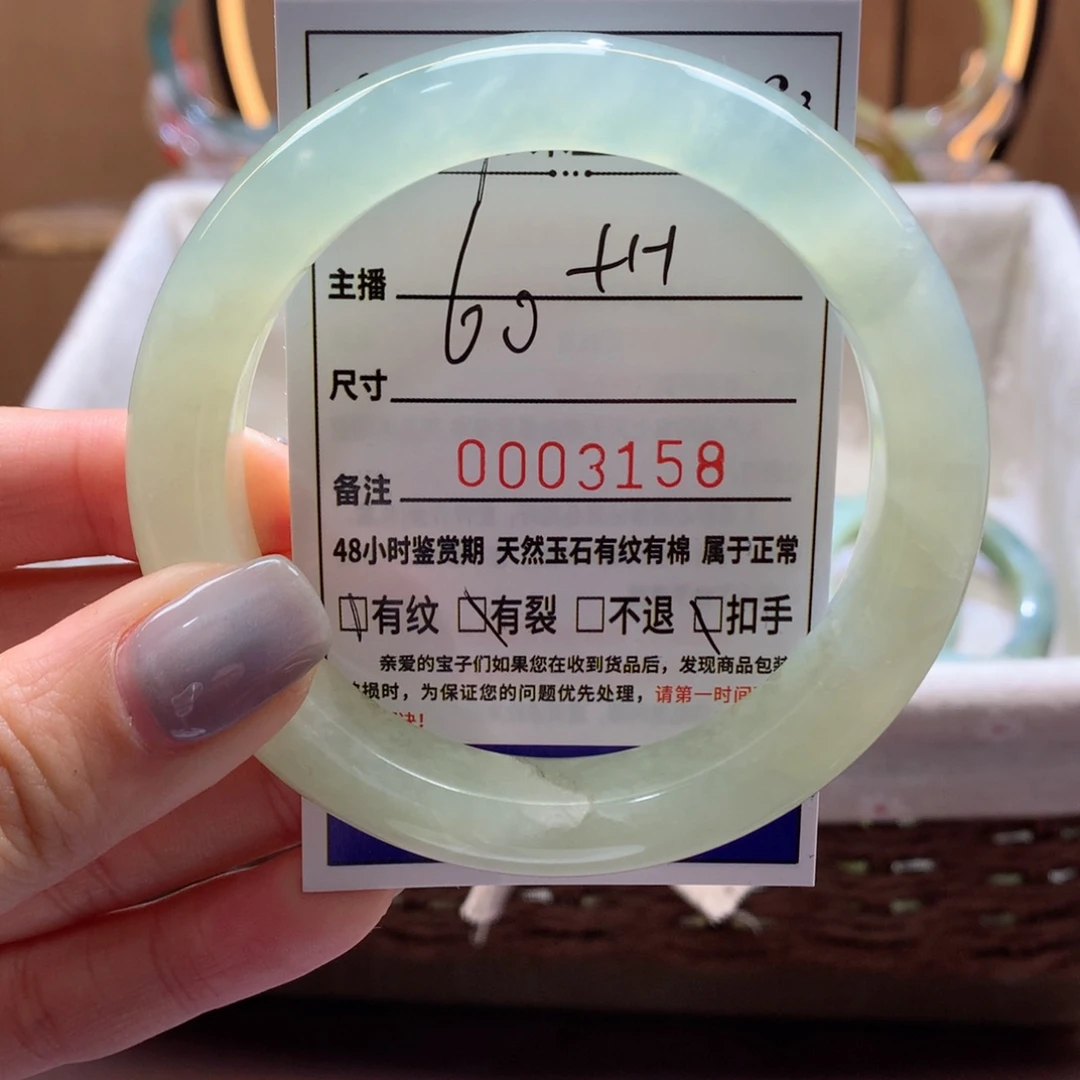 主播
60
尺寸
备注 0003158
48小时鉴赏期 天然玉石有纹有棉 属于正常
☐有纹 ☐有裂 ☐不退 ☐扣手
亲爱的宝子们如果您在收到货品后，发现商品包装
损时，为保证您的问题优先处理，请第一时间
决！